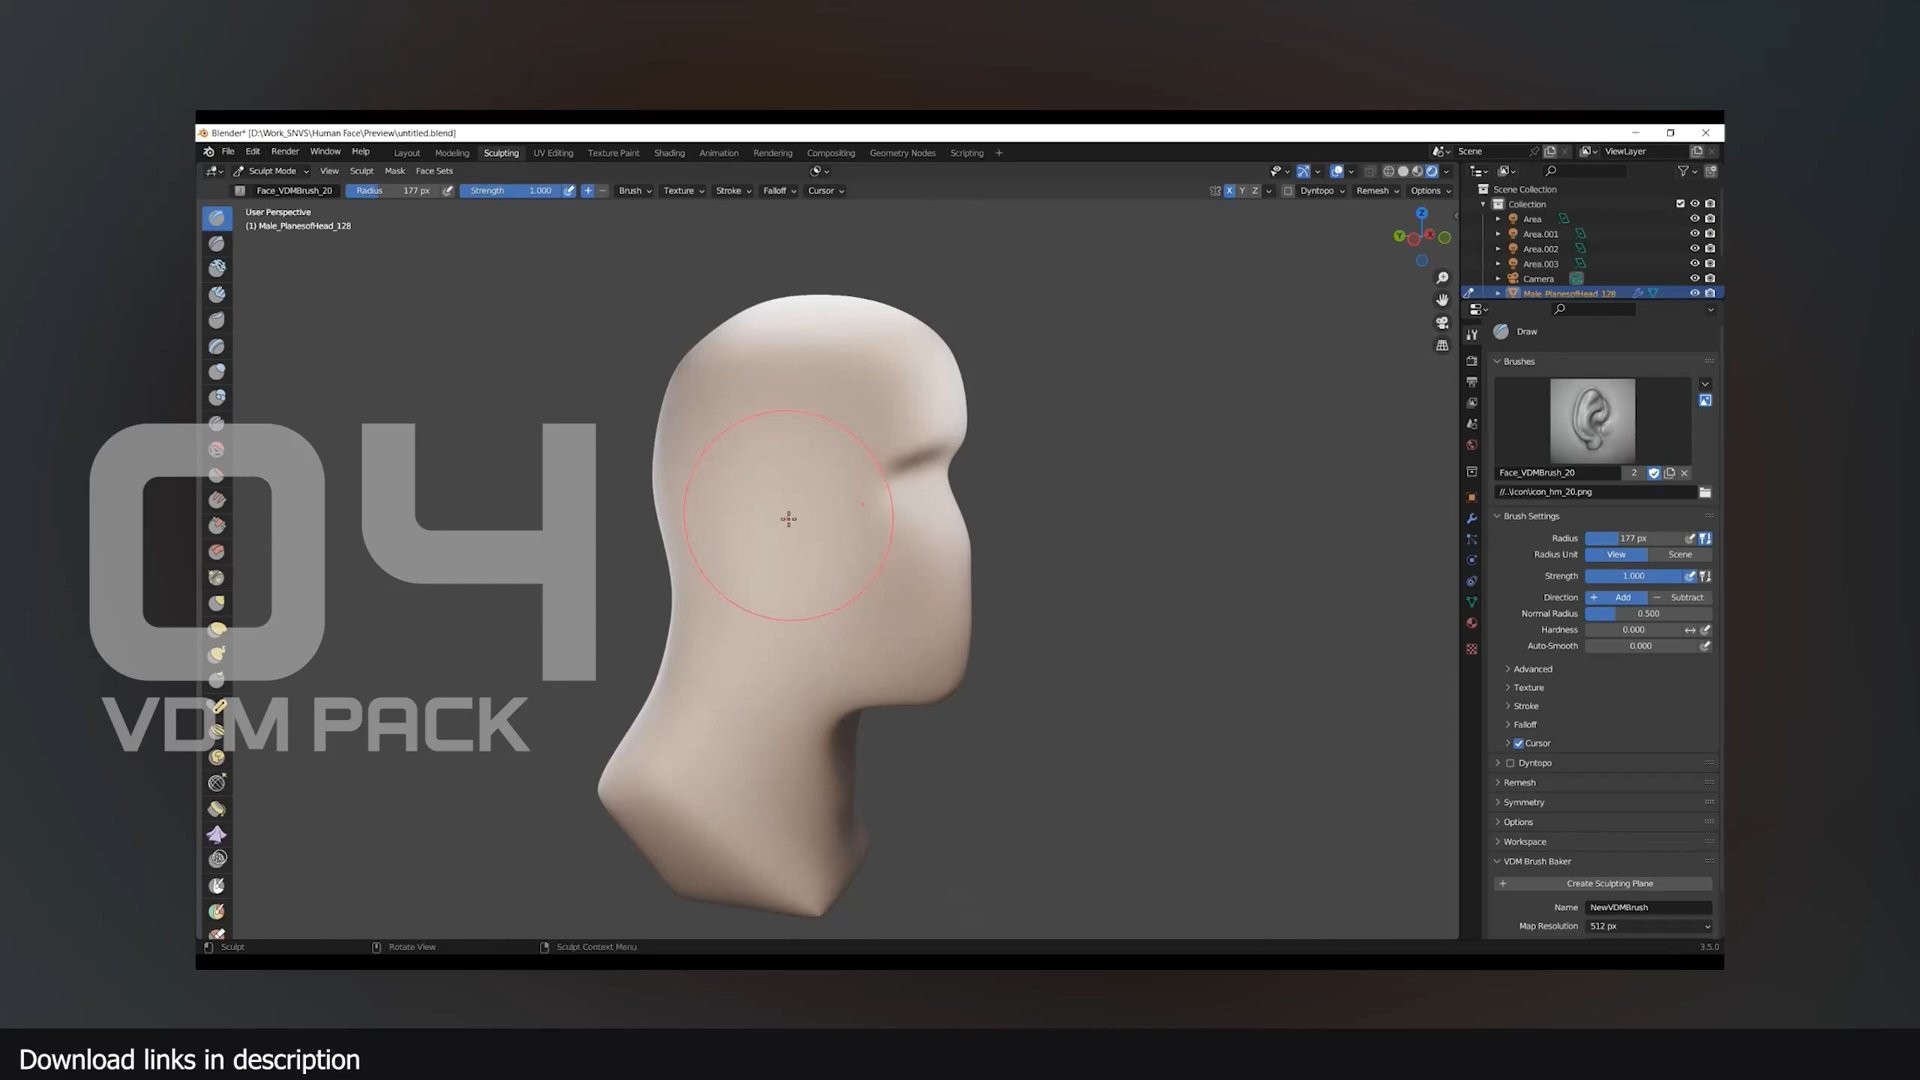 Blender* [D:\Work_SNVS\Human Face\Preview\untitled.blend]
File Edit Render Window Help Layout Modeling Sculpting UV Editing Texture Paint Shading Animation Rendering Compositing Geometry Nodes Scripting + Scene ViewLayer
Sculpt Mode View Sculpt Mask Face Sets
Face_VDMBrush_20 Radius 177 px Strength 1.000 + − Brush Texture Stroke Falloff Cursor X Y Z Dyntopo Remesh Options
User Perspective
(1) Male_PlanesofHead_128
Z
Y X
Scene Collection
Collection
Area
Area.001
Area.002
Area.003
Camera
Male_PlanesofHead_128
Draw
Brushes
Face_VDMBrush_20 2
//..\Icon\icon_hm_20.png
Brush Settings
Radius 177 px
Radius Unit View Scene
Strength 1.000
Direction + Add − Subtract
Normal Radius 0.500
Hardness 0.000
Auto-Smooth 0.000
Advanced
Texture
Stroke
Falloff
Cursor
Dyntopo
Remesh
Symmetry
Options
Workspace
VDM Brush Baker
+ Create Sculpting Plane
Name NewVDMBrush
Map Resolution 512 px
Sculpt Rotate View Sculpt Context Menu 3.5.0
04
VDM PACK
Download links in description